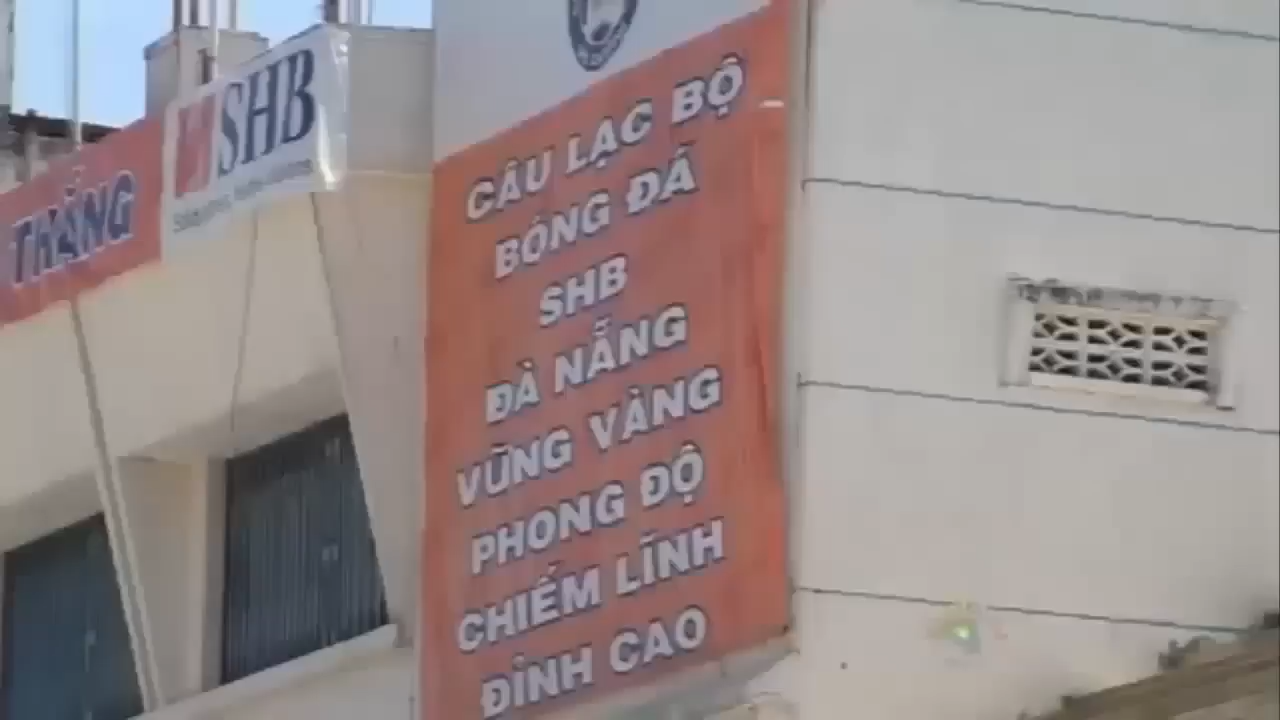 THẮNG
SHB
CÂU LẠC BỘ
BÓNG ĐÁ
SHB
ĐÀ NẴNG
VỮNG VÀNG
PHONG ĐỘ
CHIẾM LĨNH
ĐỈNH CAO